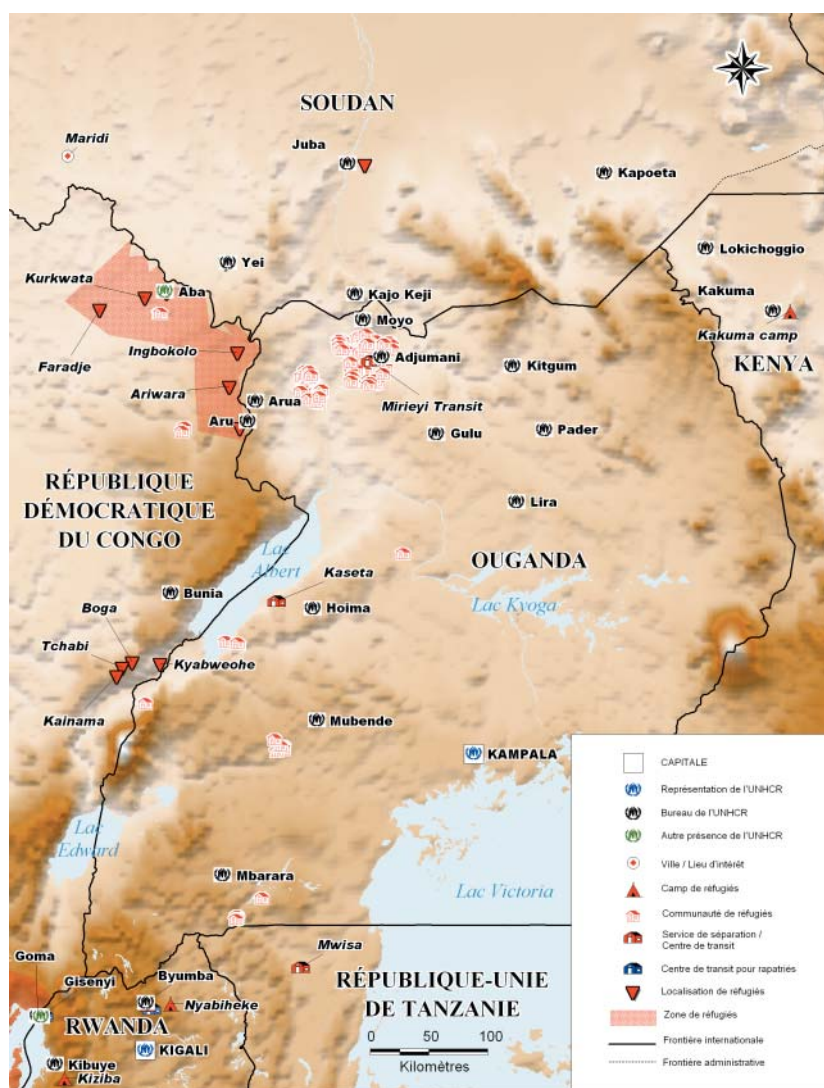 SOUDAN
Maridi
Juba
Kapoeta
Yei
Lokichoggio
Kurkwata
Aba
Kajo Keji
Kakuma
Moyo
Kakuma camp
Faradje
Ingbokolo
Adjumani
Kitgum
KENYA
Ariwara
Arua
Mirieyi Transit
Aru
Gulu
Pader
RÉPUBLIQUE
DÉMOCRATIQUE
DU CONGO
Lira
Lac
Albert
OUGANDA
Kaseta
Bunia
Hoima
Lac Kyoga
Boga
Tchabi
Kyabweohe
Kainama
Mubende
KAMPALA
Lac
Edward
Mbarara
Lac Victoria
Goma
Gisenyi
Byumba
Mwisa
Nyabiheke
RÉPUBLIQUE-UNIE
DE TANZANIE
RWANDA
KIGALI
Kibuye
Kiziba
0 50 100
Kilomètres
CAPITALE
Représentation de l'UNHCR
Bureau de l'UNHCR
Autre présence de l'UNHCR
Ville / Lieu d'intérêt
Camp de réfugiés
Communauté de réfugiés
Service de séparation /
Centre de transit
Centre de transit pour rapatriés
Localisation de réfugiés
Zone de réfugiés
Frontière internationale
Frontière administrative